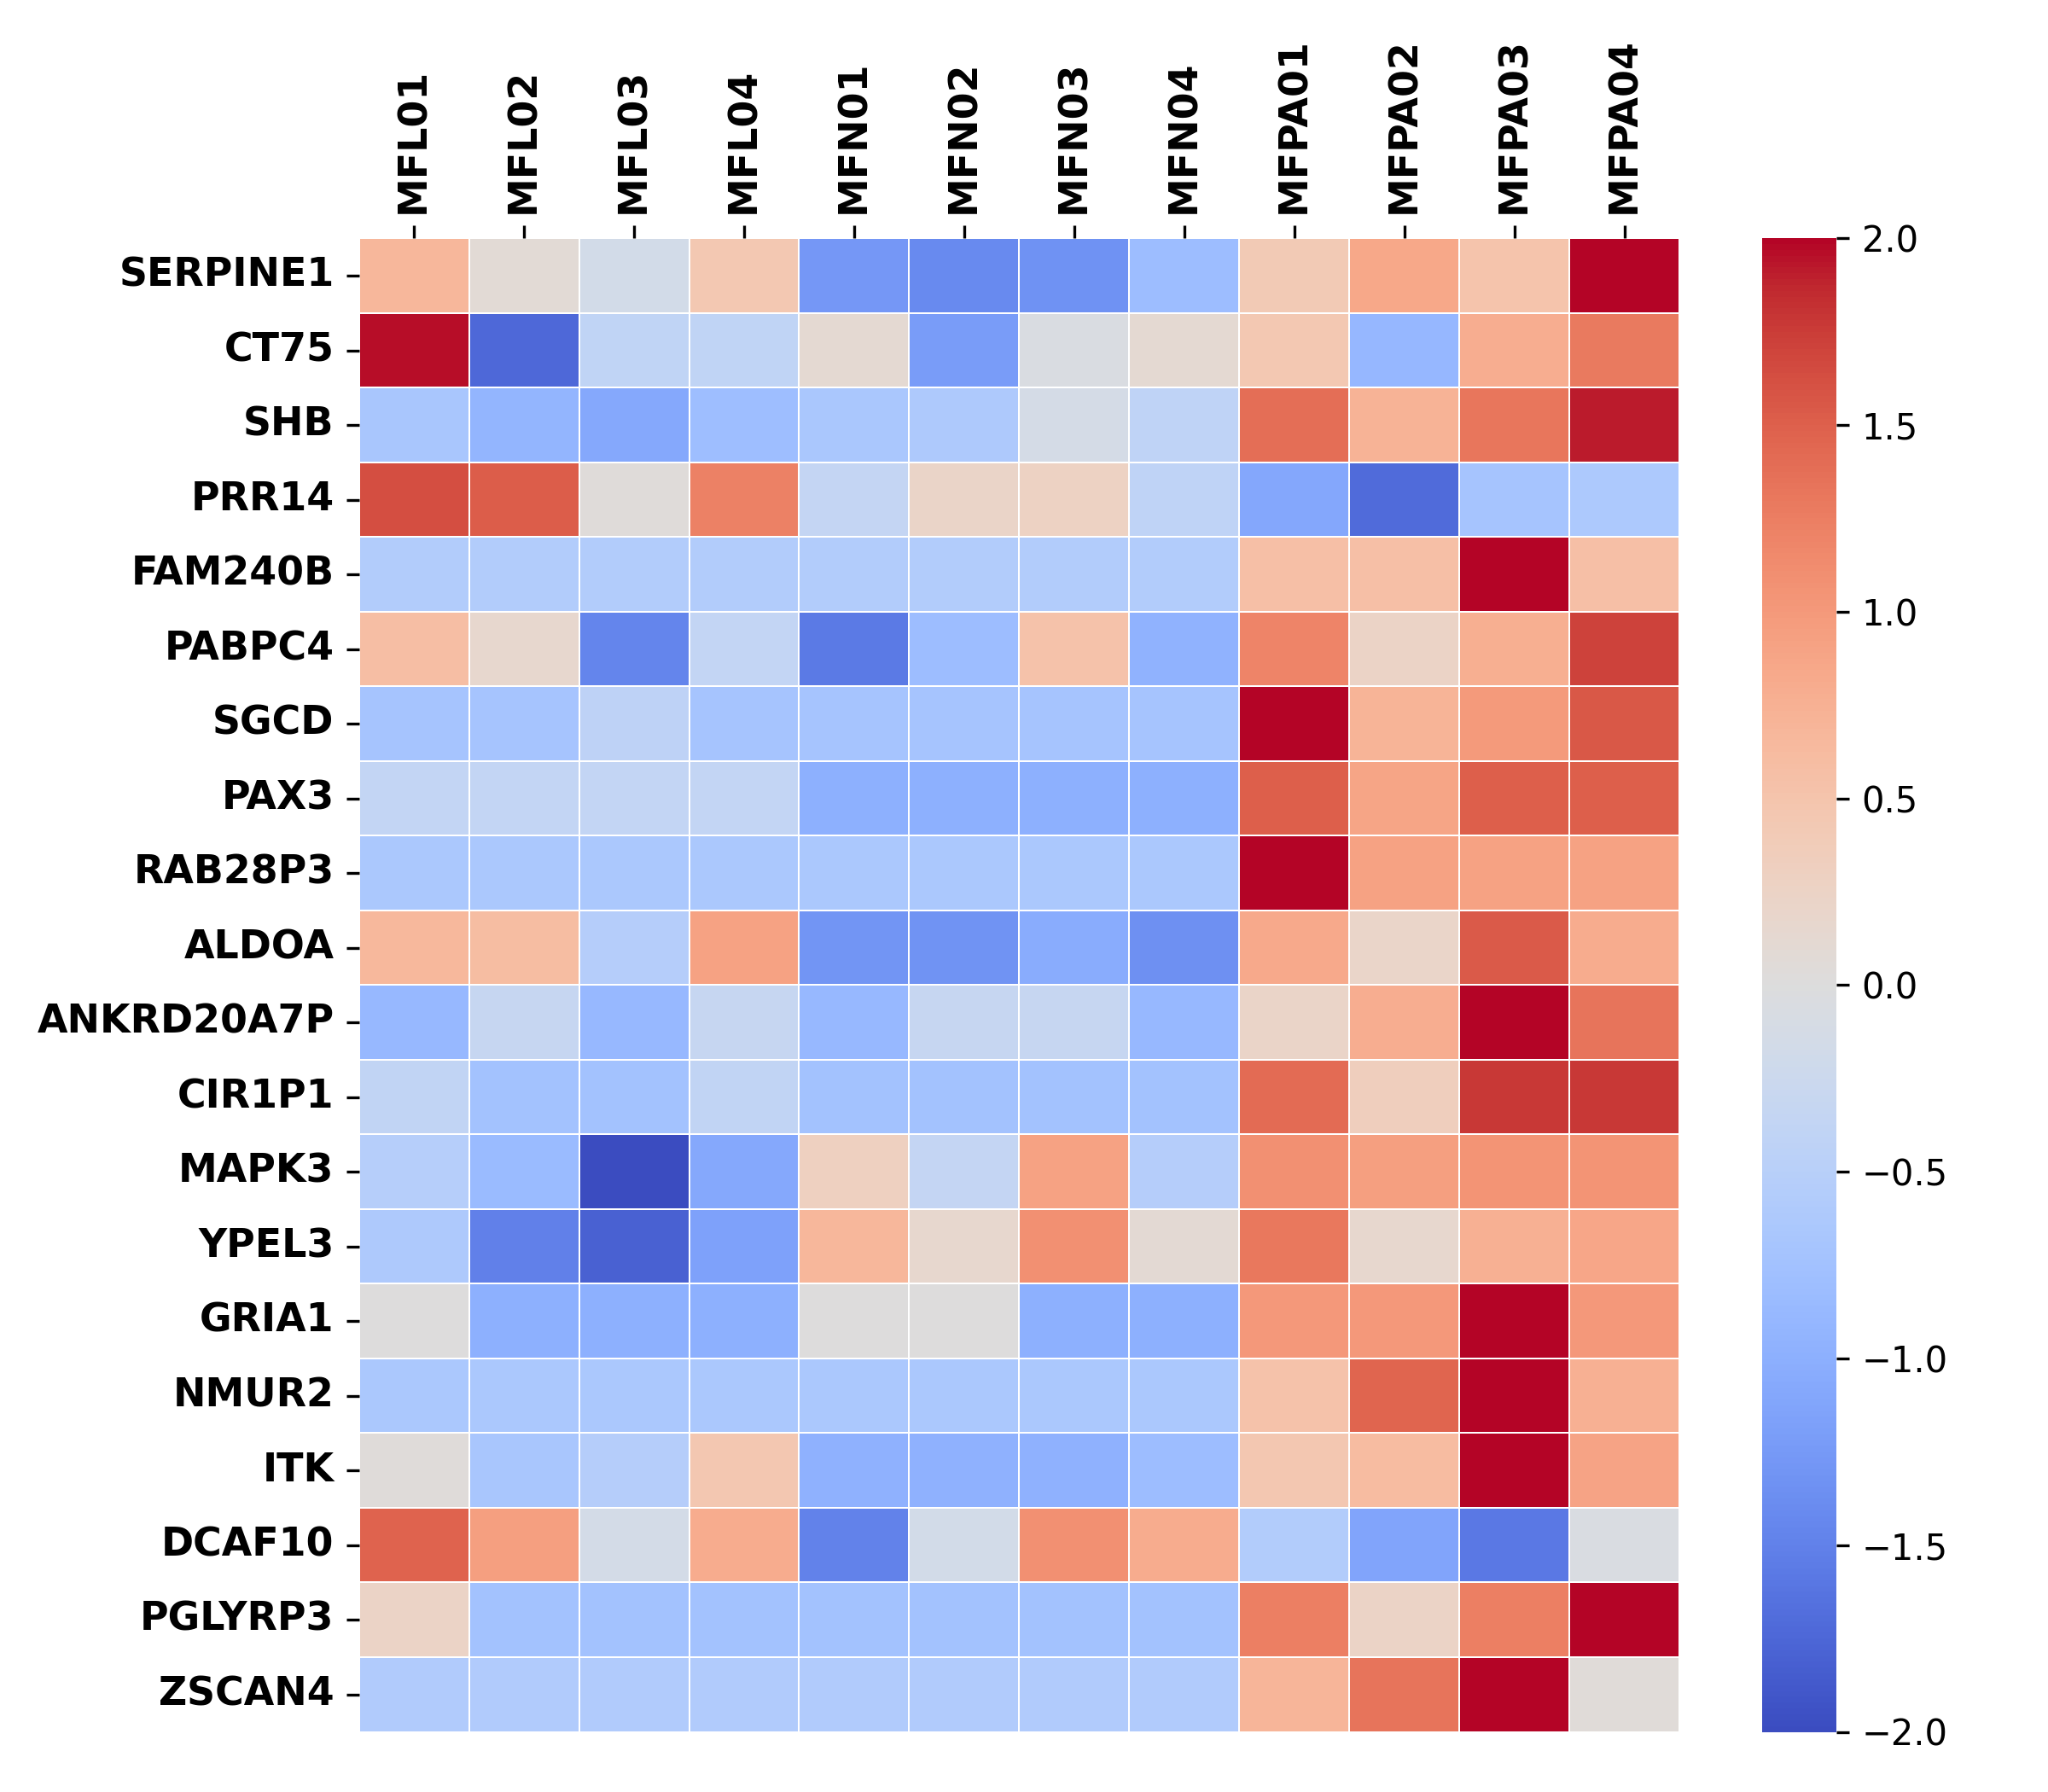 MFL01
MFL02
MFL03
MFL04
MFN01
MFN02
MFN03
MFN04
MFPA01
MFPA02
MFPA03
MFPA04
SERPINE1
CT75
SHB
PRR14
FAM240B
PABPC4
SGCD
PAX3
RAB28P3
ALDOA
ANKRD20A7P
CIR1P1
MAPK3
YPEL3
GRIA1
NMUR2
ITK
DCAF10
PGLYRP3
ZSCAN4
2.0
1.5
1.0
0.5
0.0
−0.5
−1.0
−1.5
−2.0